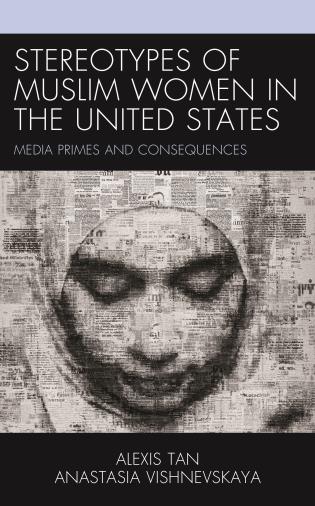 STEREOTYPES OF
MUSLIM WOMEN IN
THE UNITED STATES
MEDIA PRIMES AND CONSEQUENCES
ALEXIS TAN
ANASTASIA VISHNEVSKAYA